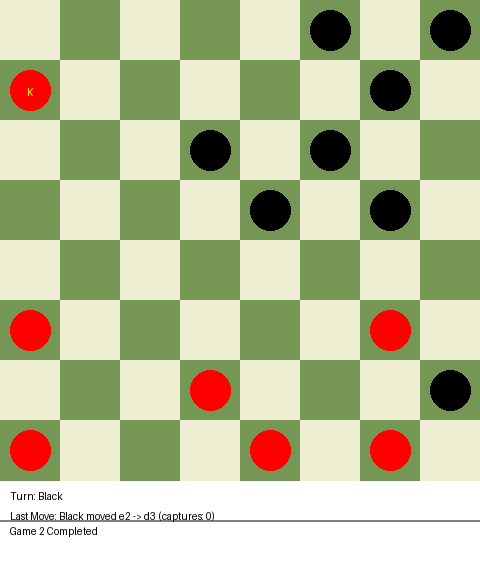 K
Turn: Black
Last Move: Black moved e2 -> d3 (captures: 0)
Game 2 Completed